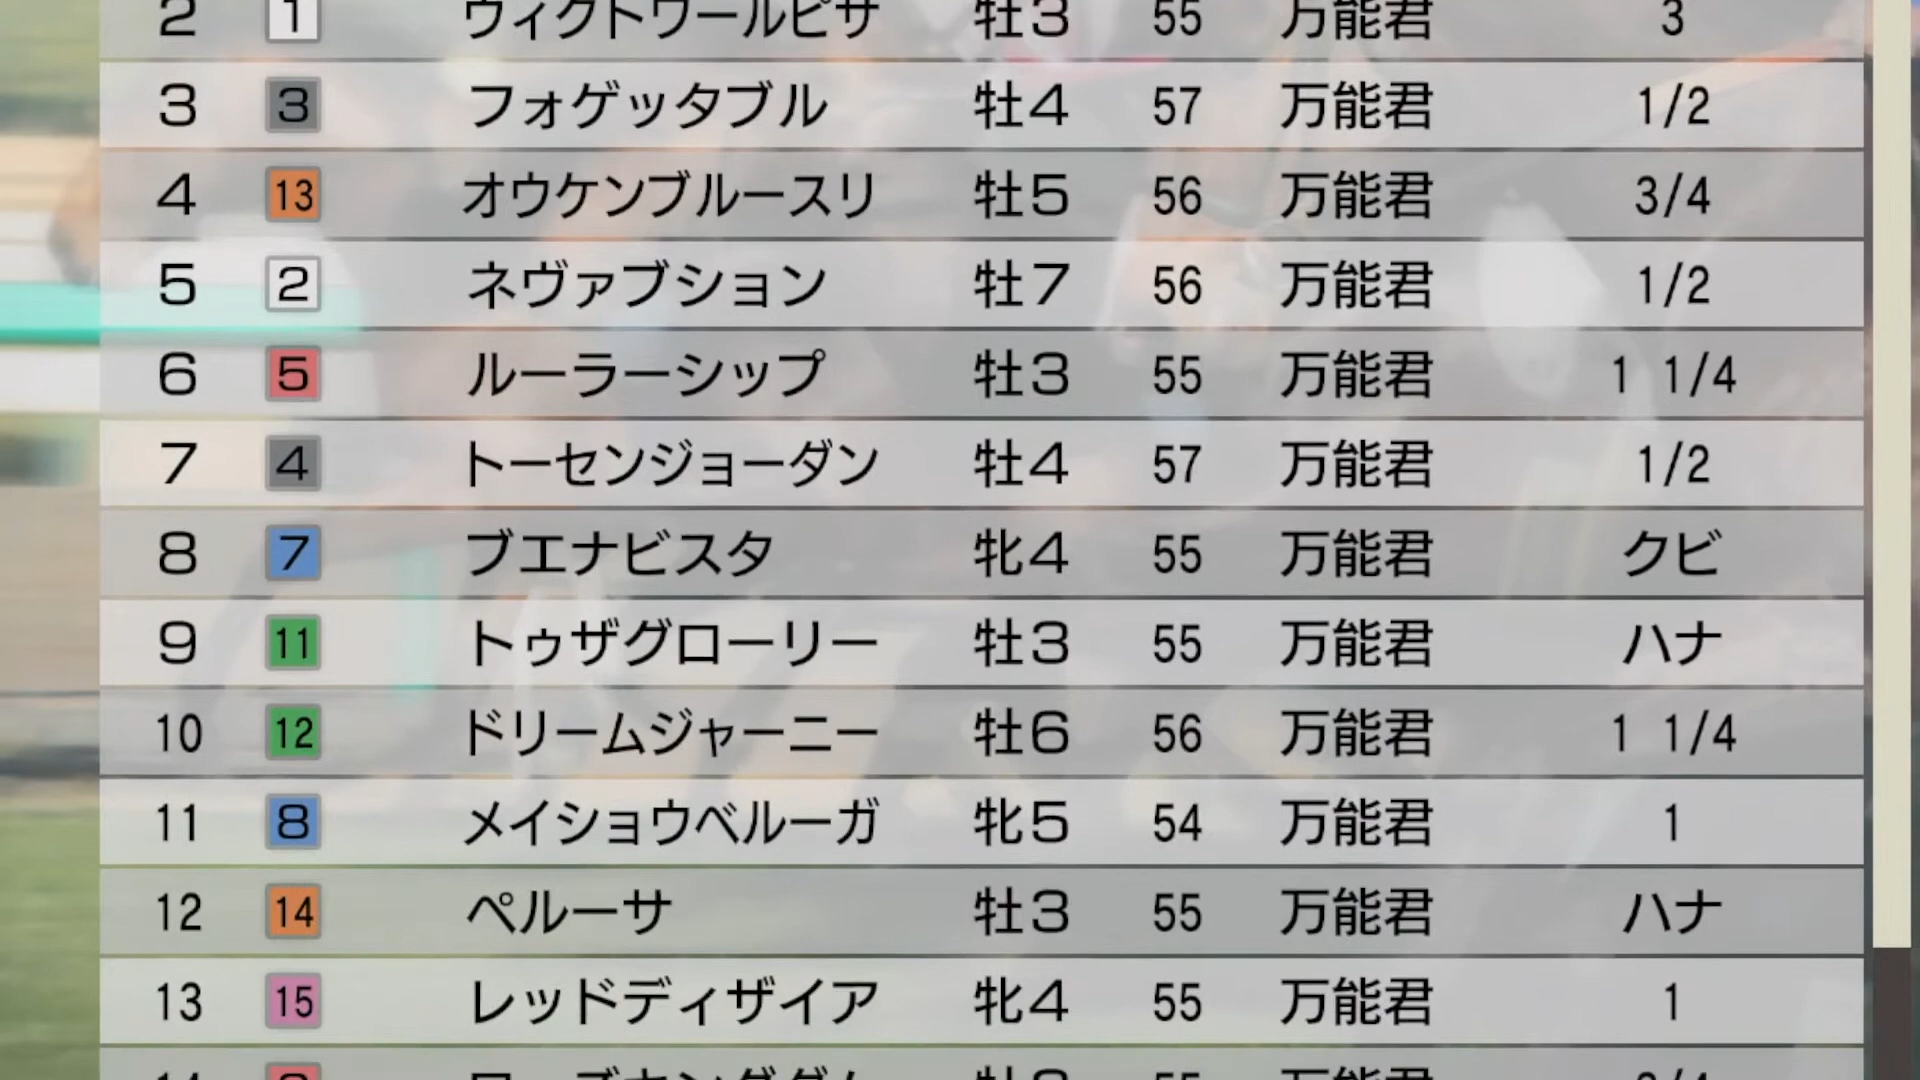 2 1 ヴィクトワールピサ 牡3 55 万能君 3
3 3 フォゲッタブル 牡4 57 万能君 1/2
4 13 オウケンブルースリ 牡5 56 万能君 3/4
5 2 ネヴァブション 牡7 56 万能君 1/2
6 5 ルーラーシップ 牡3 55 万能君 1 1/4
7 4 トーセンジョーダン 牡4 57 万能君 1/2
8 7 ブエナビスタ 牝4 55 万能君 クビ
9 11 トゥザグローリー 牡3 55 万能君 ハナ
10 12 ドリームジャーニー 牡6 56 万能君 1 1/4
11 8 メイショウベルーガ 牝5 54 万能君 1
12 14 ペルーサ 牡3 55 万能君 ハナ
13 15 レッドディザイア 牝4 55 万能君 1